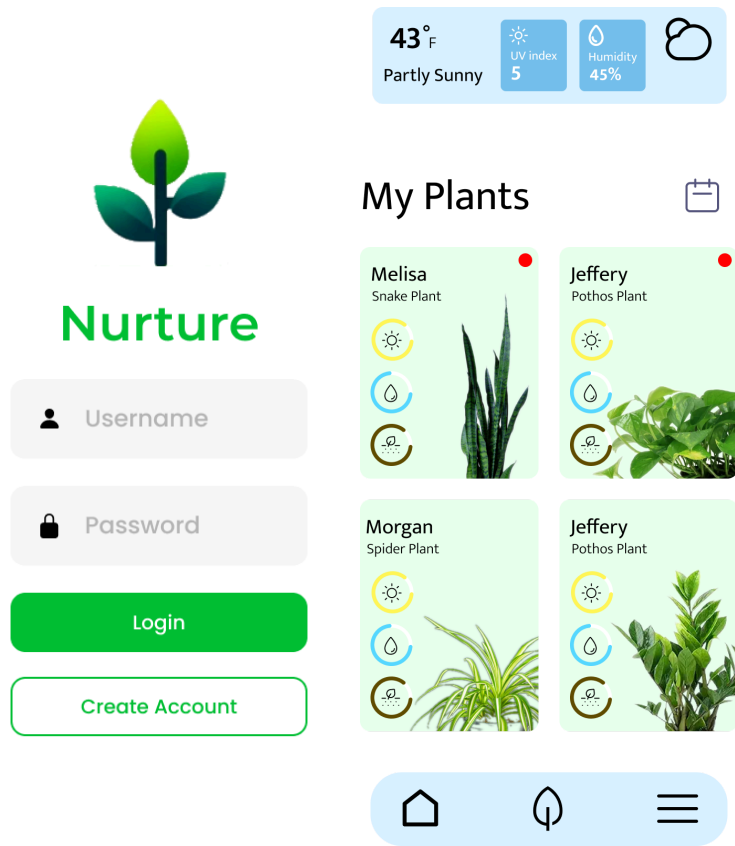 Nurture
Username
Password
Login
Create Account
43°F
Partly Sunny
UV index
5
Humidity
45%
My Plants
Melisa
Snake Plant
Jeffery
Pothos Plant
Morgan
Spider Plant
Jeffery
Pothos Plant